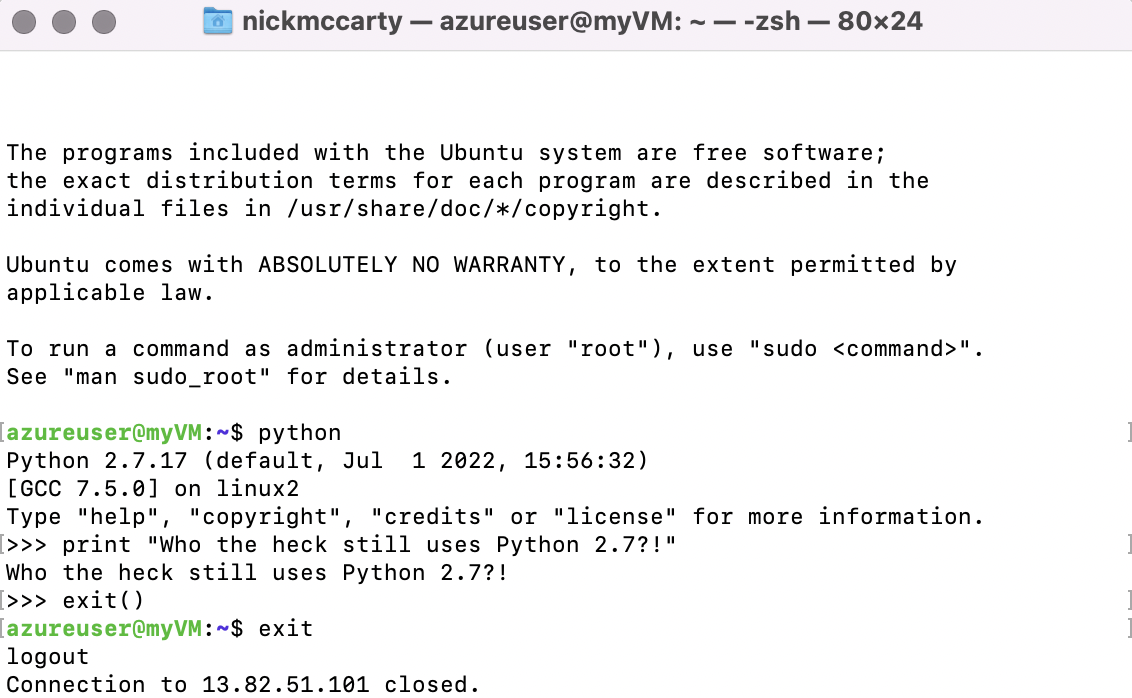 nickmccarty — azureuser@myVM: ~ — -zsh — 80×24
The programs included with the Ubuntu system are free software;
the exact distribution terms for each program are described in the
individual files in /usr/share/doc/*/copyright.
Ubuntu comes with ABSOLUTELY NO WARRANTY, to the extent permitted by
applicable law.
To run a command as administrator (user "root"), use "sudo <command>".
See "man sudo_root" for details.
[azureuser@myVM:~$ python ]
Python 2.7.17 (default, Jul  1 2022, 15:56:32)
[GCC 7.5.0] on linux2
Type "help", "copyright", "credits" or "license" for more information.
[>>> print "Who the heck still uses Python 2.7?!" ]
Who the heck still uses Python 2.7?!
[>>> exit() ]
[azureuser@myVM:~$ exit ]
logout
Connection to 13.82.51.101 closed.